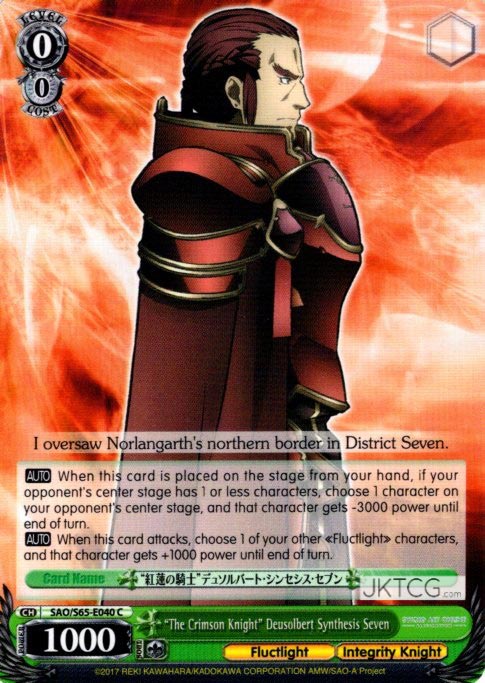 LEVEL
0
0
COST
I oversaw Norlangarth's northern border in District Seven.
AUTO When this card is placed on the stage from your hand, if your
opponent's center stage has 1 or less characters, choose 1 character on
your opponent's center stage, and that character gets -3000 power until
end of turn.
AUTO When this card attacks, choose 1 of your other «Fluctlight» characters,
and that character gets +1000 power until end of turn.
Card Name
"紅蓮の騎士"デュソルバート・シンセシス・セブン
JKTCG.com
CH SAO/S65-E040 C
POWER
1000
SOUL
"The Crimson Knight" Deusolbert Synthesis Seven
Fluctlight
Integrity Knight
©2017 REKI KAWAHARA/KADOKAWA CORPORATION AMW/SAO-A Project